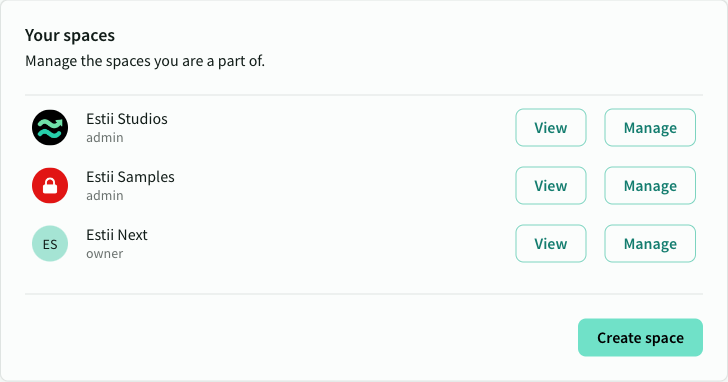 Your spaces
Manage the spaces you are a part of.
Estii Studios
admin
View
Manage
Estii Samples
admin
View
Manage
ES
Estii Next
owner
View
Manage
Create space